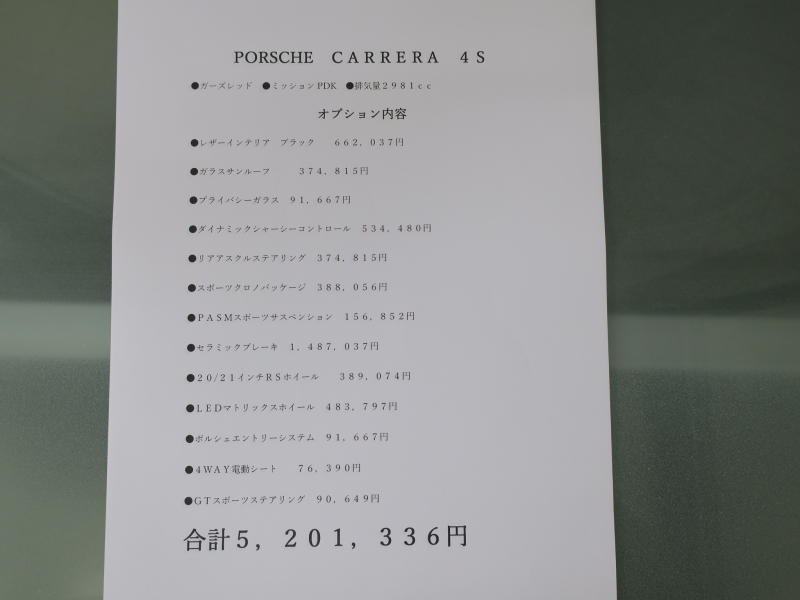 PORSCHE CARRERA 4S
●ガーズレッド ●ミッションPDK ●排気量2981cc
オプション内容
●レザーインテリア ブラック 662,037円
●ガラスサンルーフ 374,815円
●プライバシーガラス 91,667円
●ダイナミックシャーシーコントロール 534,480円
●リアアスクルステアリング 374,815円
●スポーツクロノパッケージ 388,056円
●PASMスポーツサスペンション 156,852円
●セラミックブレーキ 1,487,037円
●20/21インチRSホイール 389,074円
●LEDマトリックスホイール 483,797円
●ポルシェエントリーシステム 91,667円
●4WAY電動シート 76,390円
●GTスポーツステアリング 90,649円
合計5,201,336円